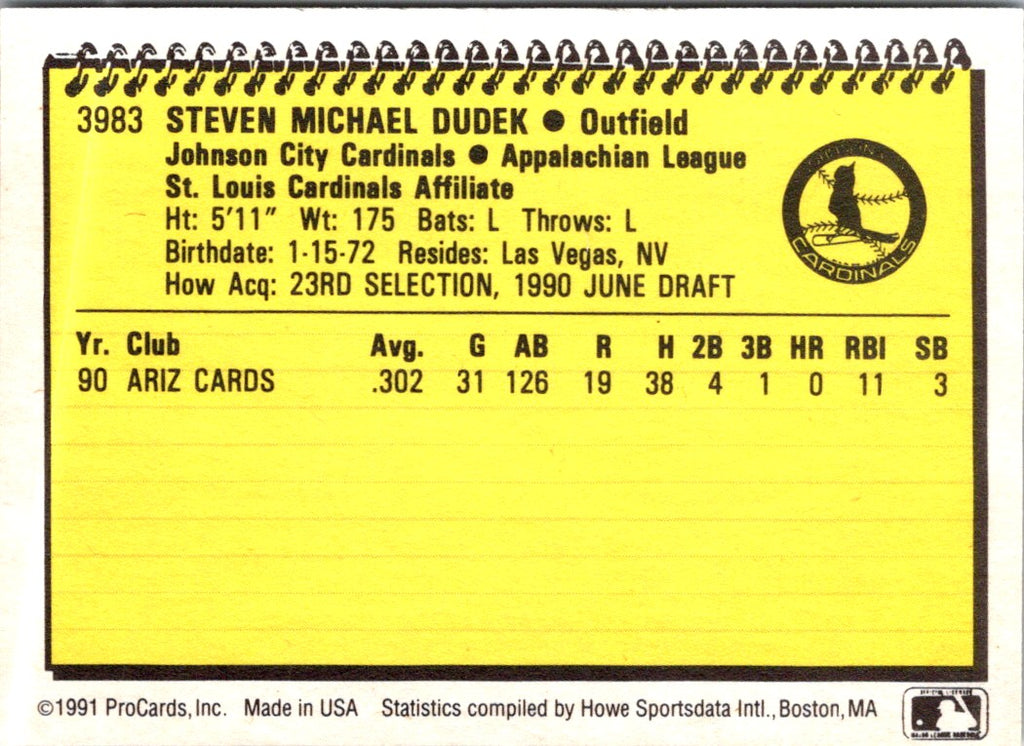 3983 STEVEN MICHAEL DUDEK ● Outfield
Johnson City Cardinals ● Appalachian League
St. Louis Cardinals Affiliate
Ht: 5'11" Wt: 175 Bats: L Throws: L
Birthdate: 1-15-72 Resides: Las Vegas, NV
How Acq: 23RD SELECTION, 1990 JUNE DRAFT
CARDINALS
Yr. Club Avg. G AB R H 2B 3B HR RBI SB
90 ARIZ CARDS .302 31 126 19 38 4 1 0 11 3
©1991 ProCards, Inc. Made in USA Statistics compiled by Howe Sportsdata Intl., Boston, MA